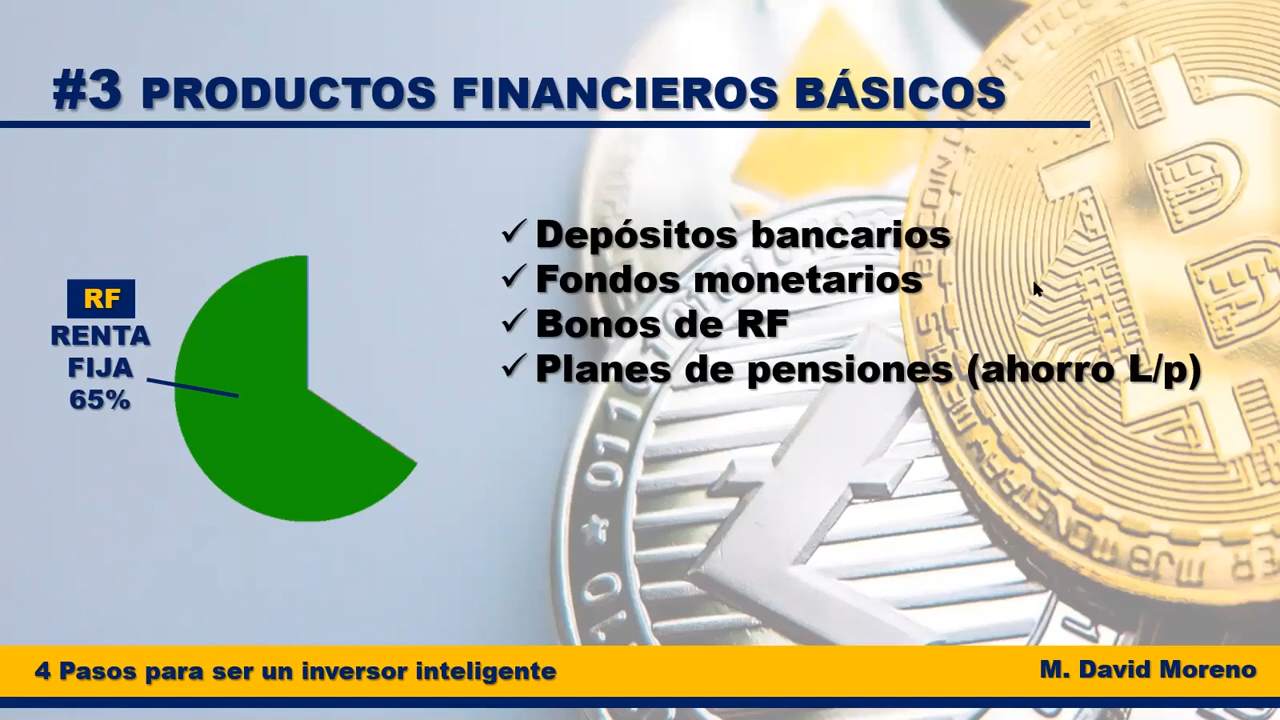 #3 PRODUCTOS FINANCIEROS BÁSICOS
✓ Depósitos bancarios
✓ Fondos monetarios
✓ Bonos de RF
✓ Planes de pensiones (ahorro L/p)
RF
RENTA
FIJA
65%
4 Pasos para ser un inversor inteligente
M. David Moreno